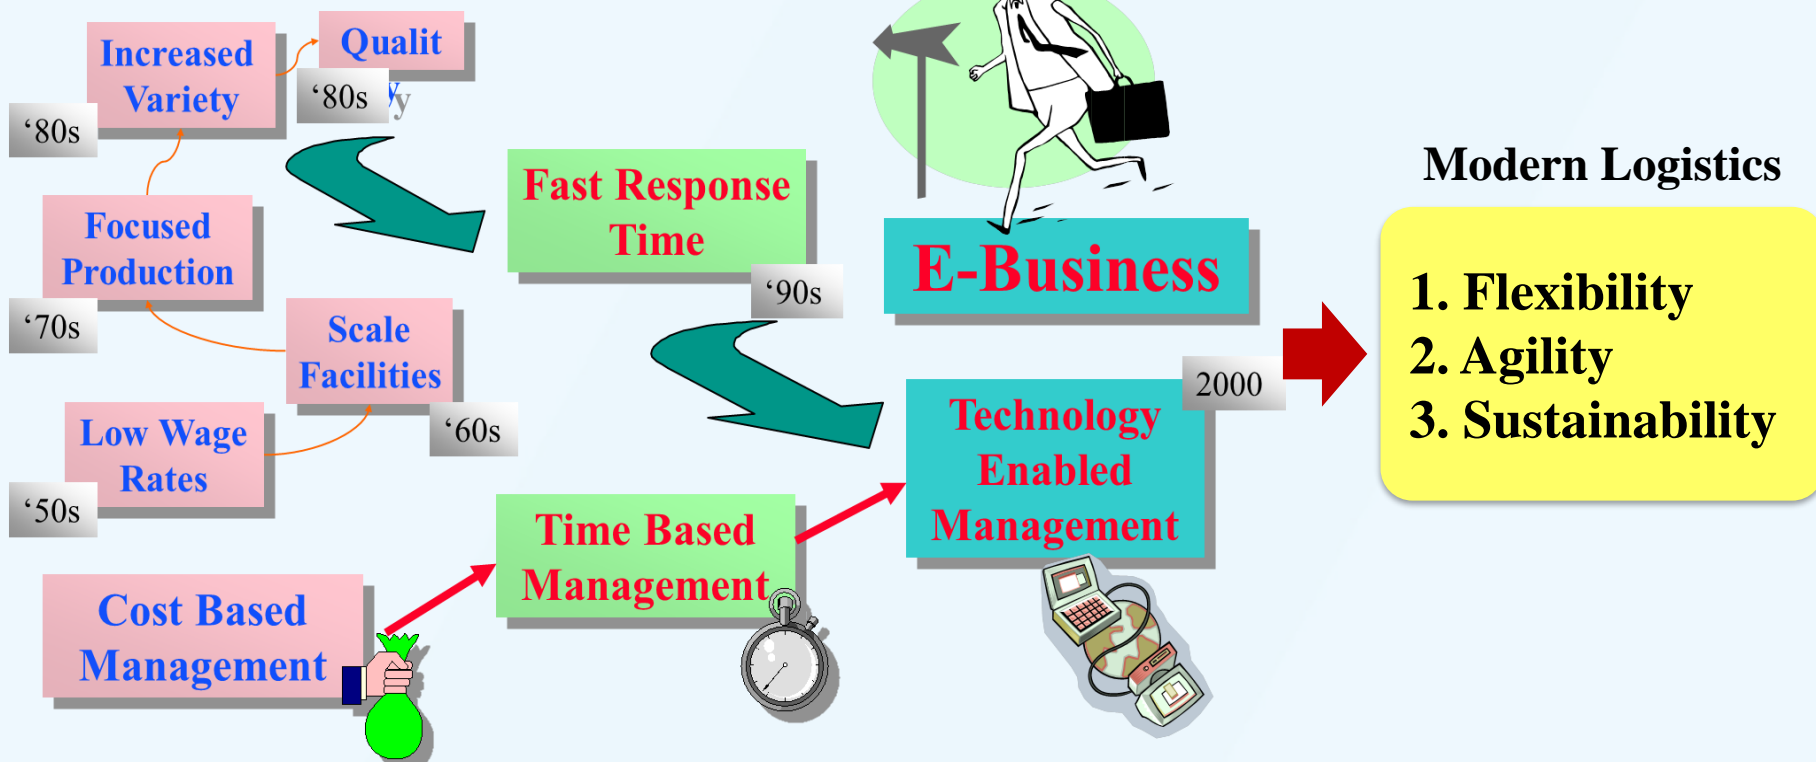 Increased
Variety
‘80s
Qualit
y
‘80s
Focused
Production
‘70s
Scale
Facilities
‘60s
Low Wage
Rates
‘50s
Cost Based
Management
Fast Response
Time
‘90s
Time Based
Management
E-Business
2000
Technology
Enabled
Management
Modern Logistics
1. Flexibility
2. Agility
3. Sustainability